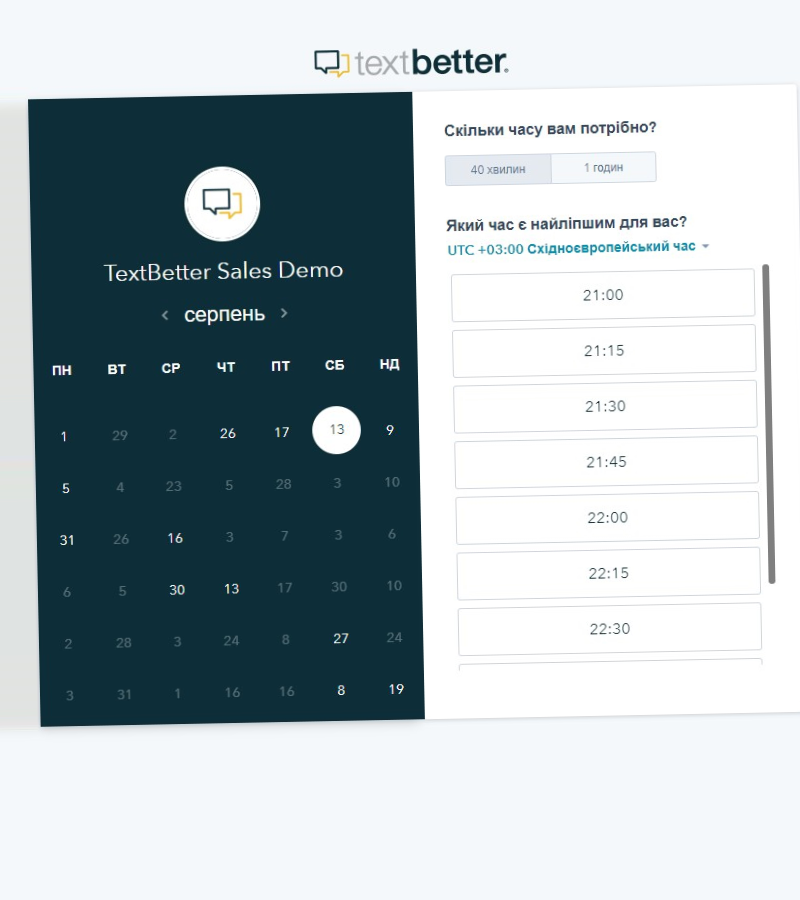 textbetter.
TextBetter Sales Demo
серпень
ПН ВТ СР ЧТ ПТ СБ НД
1 29 2 26 17 13 9
5 4 23 5 28 3 10
31 26 16 3 7 3 6
6 5 30 13 17 30 10
2 28 3 24 8 27 24
3 31 1 16 16 8 19
Скільки часу вам потрібно?
40 хвилин 1 годин
Який час є найліпшим для вас?
UTC +03:00 Східноєвропейський час
21:00
21:15
21:30
21:45
22:00
22:15
22:30